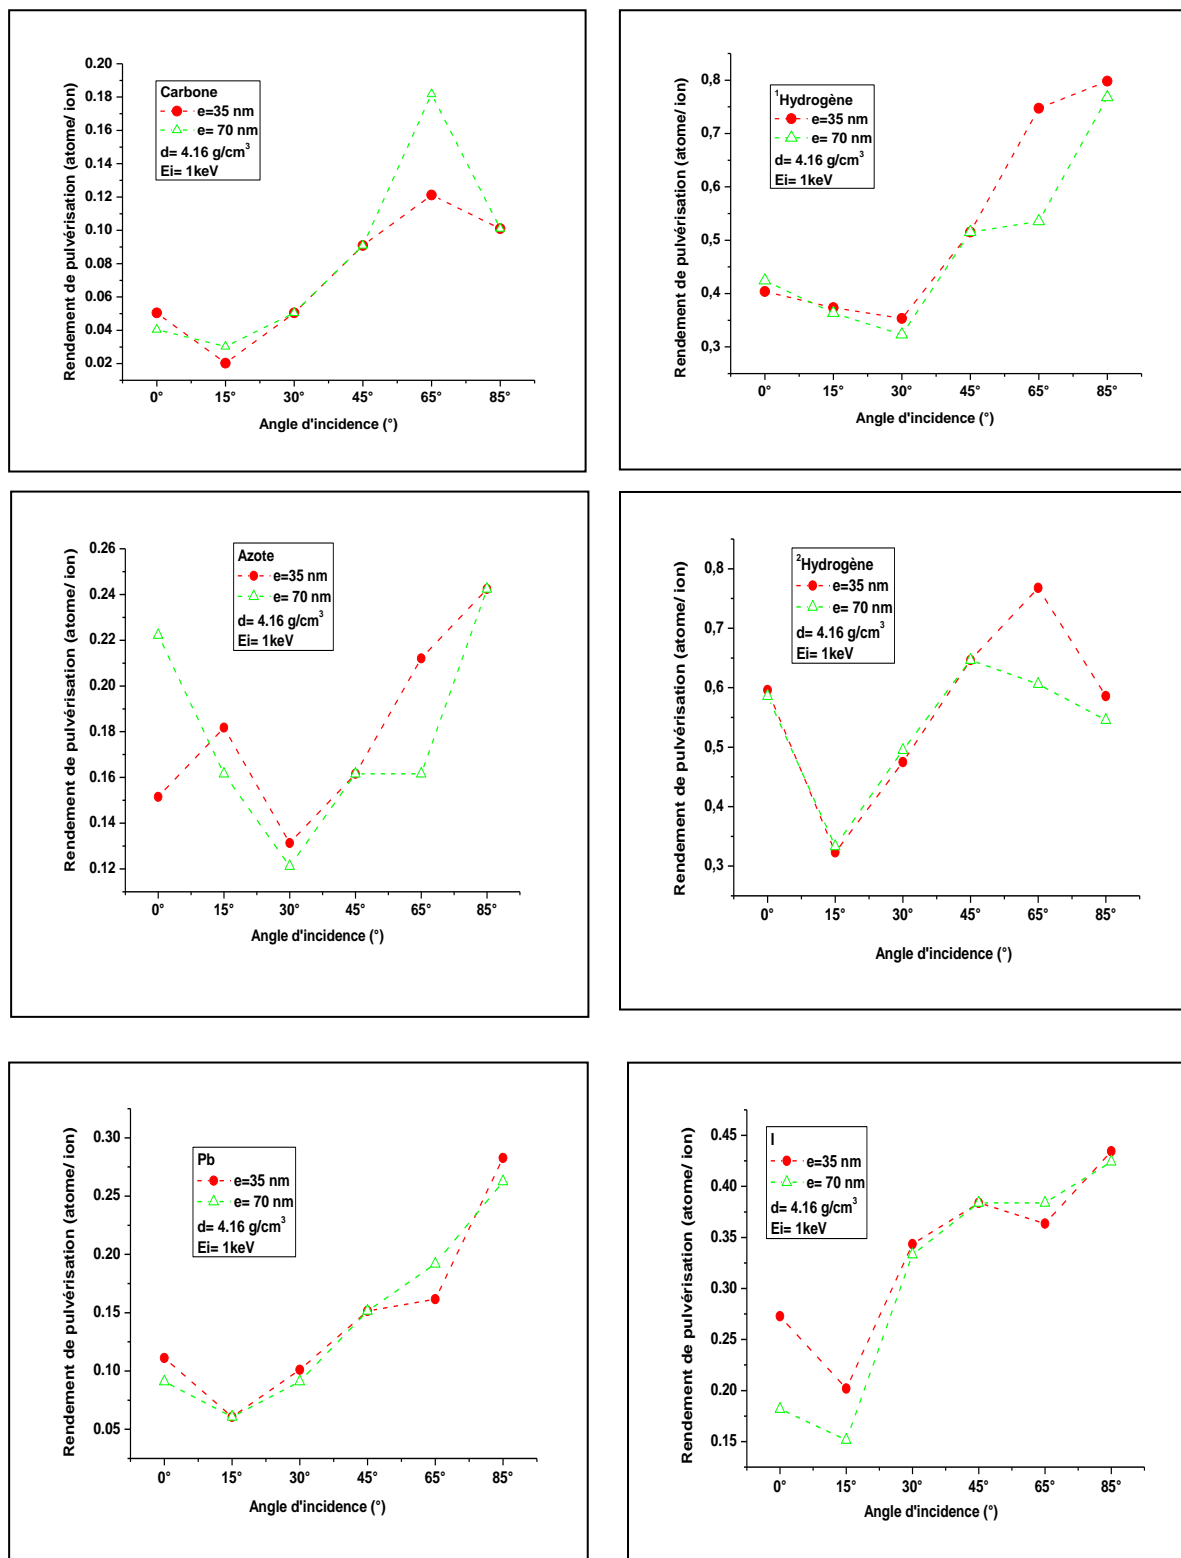 Carbone
e=35 nm
e= 70 nm
d= 4.16 g/cm³
Ei= 1keV
0.20
0.18
0.16
0.14
0.12
0.10
0.08
0.06
0.04
0.02
Rendement de pulvérisation (atome/ ion)
0° 15° 30° 45° 65° 85°
Angle d'incidence (°)
¹Hydrogène
e=35 nm
e= 70 nm
d= 4.16 g/cm³
Ei= 1keV
0,8
0,7
0,6
0,5
0,4
0,3
Rendement de pulvérisation (atome/ ion)
0° 15° 30° 45° 65° 85°
Angle d'incidence (°)
Azote
e=35 nm
e= 70 nm
d= 4.16 g/cm³
Ei= 1keV
0.26
0.24
0.22
0.20
0.18
0.16
0.14
0.12
Rendement de pulvérisation (atome/ ion)
0° 15° 30° 45° 65° 85°
Angle d'incidence (°)
²Hydrogène
e=35 nm
e= 70 nm
d= 4.16 g/cm³
Ei= 1keV
0,8
0,7
0,6
0,5
0,4
0,3
Rendement de pulvérisation (atome/ ion)
0° 15° 30° 45° 65° 85°
Angle d'incidence (°)
Pb
e=35 nm
e= 70 nm
d= 4.16 g/cm³
Ei= 1keV
0.30
0.25
0.20
0.15
0.10
0.05
Rendement de pulvérisation (atome/ ion)
0° 15° 30° 45° 65° 85°
Angle d'incidence (°)
I
e=35 nm
e= 70 nm
d= 4.16 g/cm³
Ei= 1keV
0.45
0.40
0.35
0.30
0.25
0.20
0.15
Rendement de pulvérisation (atome/ ion)
0° 15° 30° 45° 65° 85°
Angle d'incidence (°)